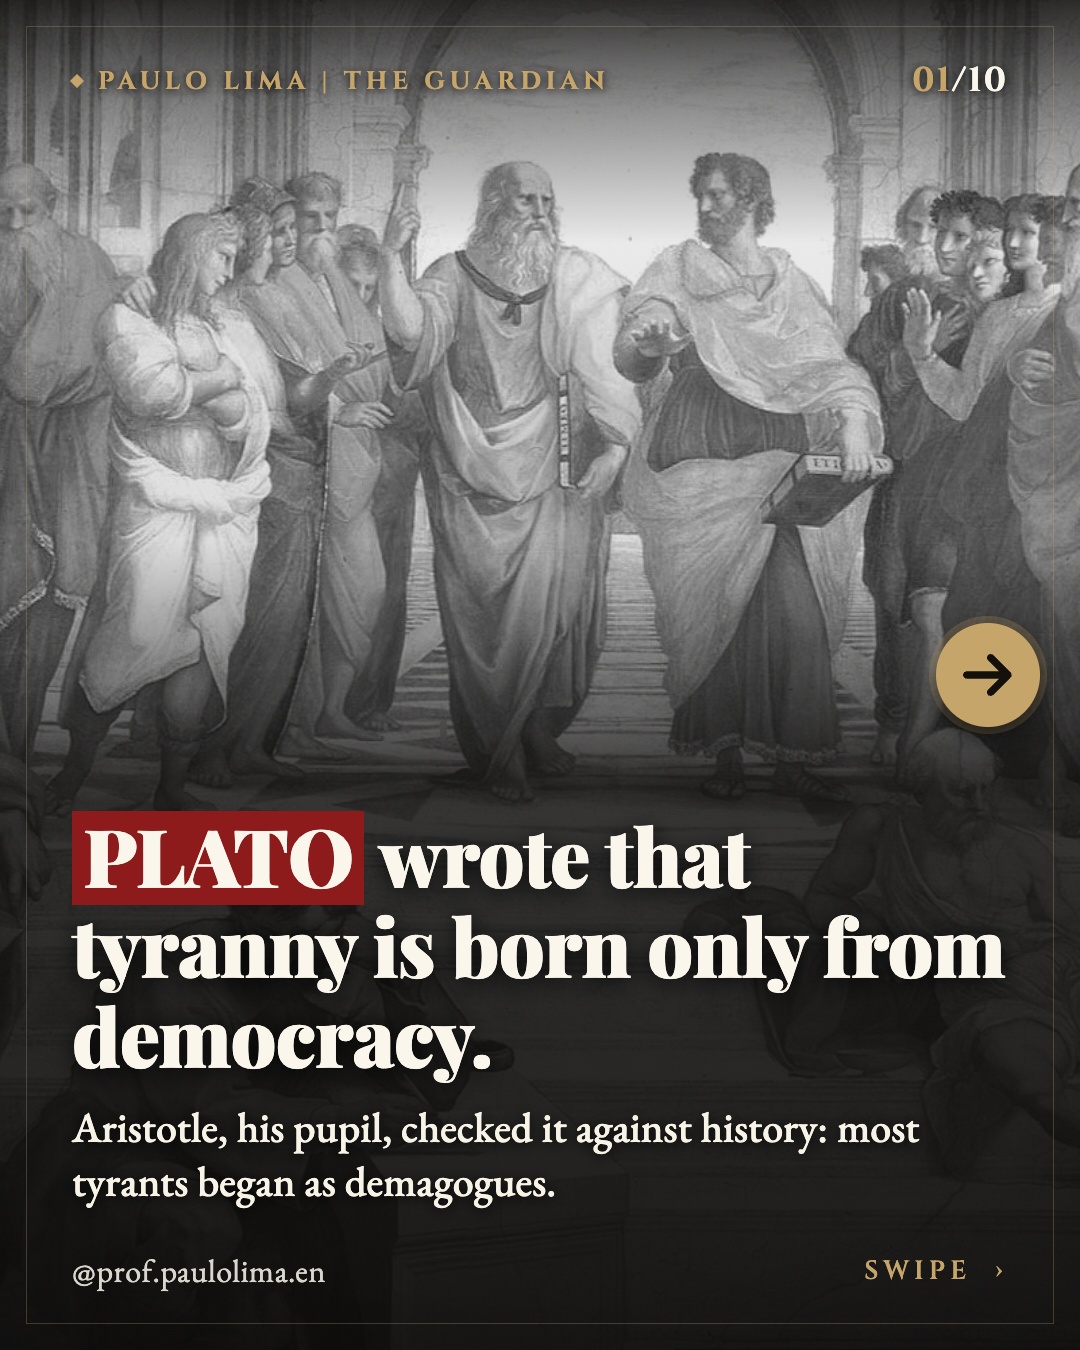 ◆ PAULO LIMA | THE GUARDIAN
01/10
PLATO wrote that
tyranny is born only from
democracy.
Aristotle, his pupil, checked it against history: most
tyrants began as demagogues.
@prof.paulolima.en
SWIPE ›